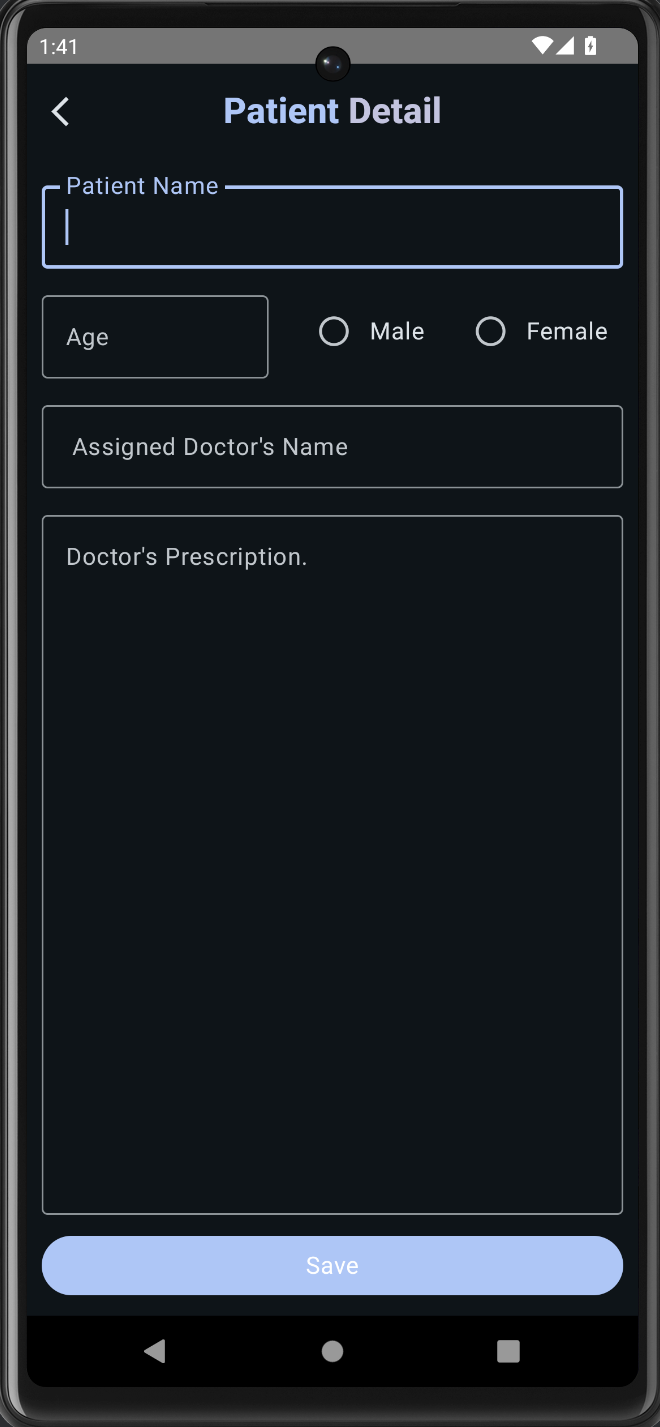 1:41
Patient Detail
Patient Name
Age
Male
Female
Assigned Doctor's Name
Doctor's Prescription.
Save